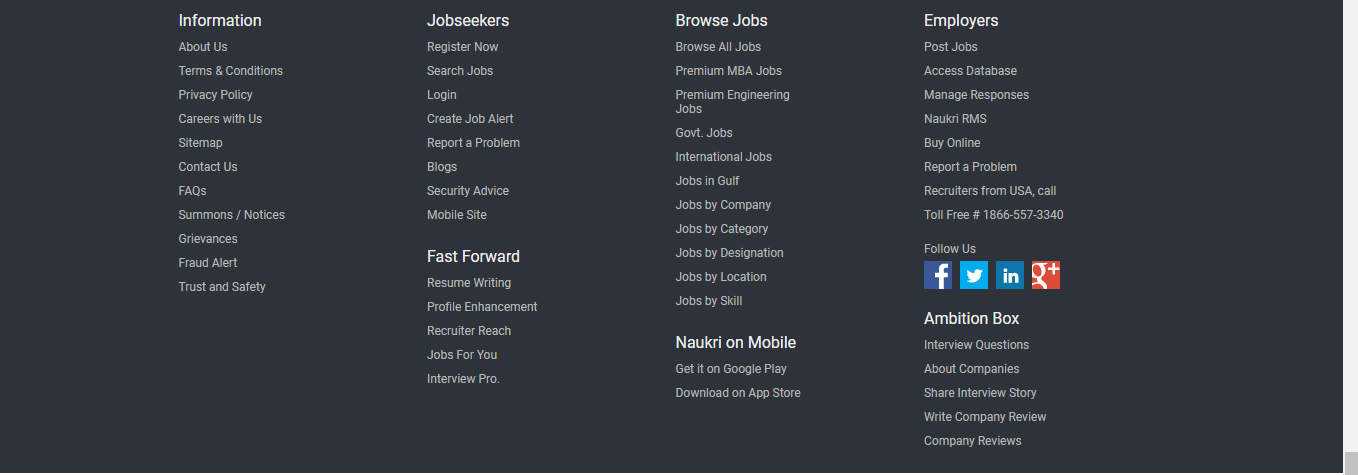 Information
About Us
Terms & Conditions
Privacy Policy
Careers with Us
Sitemap
Contact Us
FAQs
Summons / Notices
Grievances
Fraud Alert
Trust and Safety
Jobseekers
Register Now
Search Jobs
Login
Create Job Alert
Report a Problem
Blogs
Security Advice
Mobile Site
Fast Forward
Resume Writing
Profile Enhancement
Recruiter Reach
Jobs For You
Interview Pro.
Browse Jobs
Browse All Jobs
Premium MBA Jobs
Premium Engineering
Jobs
Govt. Jobs
International Jobs
Jobs in Gulf
Jobs by Company
Jobs by Category
Jobs by Designation
Jobs by Location
Jobs by Skill
Naukri on Mobile
Get it on Google Play
Download on App Store
Employers
Post Jobs
Access Database
Manage Responses
Naukri RMS
Buy Online
Report a Problem
Recruiters from USA, call
Toll Free # 1866-557-3340
Follow Us
f in g+
Ambition Box
Interview Questions
About Companies
Share Interview Story
Write Company Review
Company Reviews